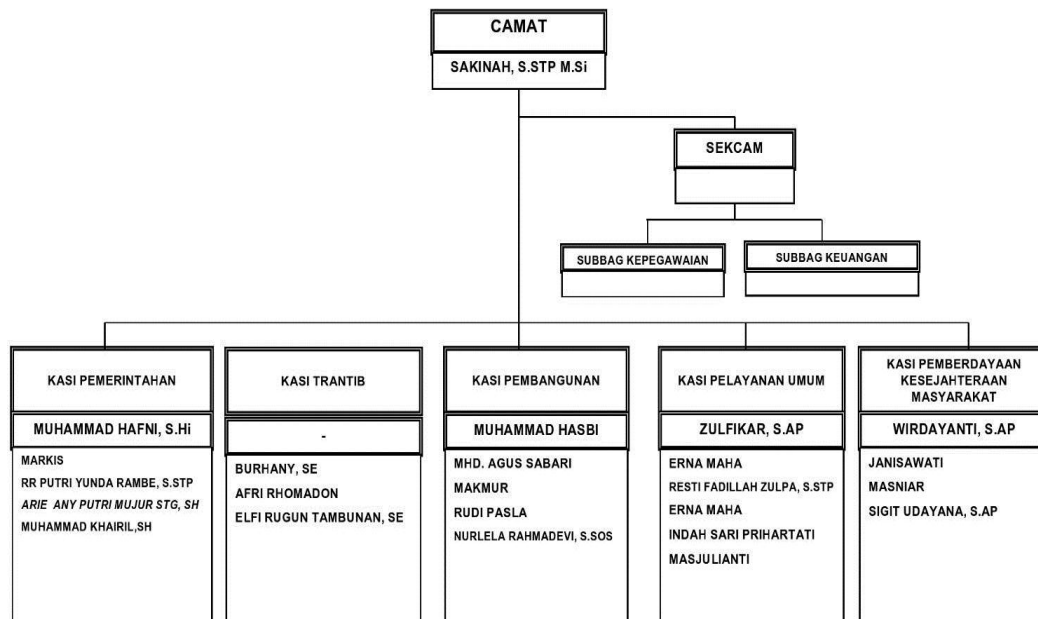 CAMAT
SAKINAH, S.STP M.Si
SEKCAM
SUBBAG KEPEGAWAIAN
SUBBAG KEUANGAN
KASI PEMERINTAHAN
MUHAMMAD HAFNI, S.Hi
MARKIS
RR PUTRI YUNDA RAMBE, S.STP
ARIE ANY PUTRI MUJUR STG, SH
MUHAMMAD KHAIRIL,SH
KASI TRANTIB
-
BURHANY, SE
AFRI RHOMADON
ELFI RUGUN TAMBUNAN, SE
KASI PEMBANGUNAN
MUHAMMAD HASBI
MHD. AGUS SABARI
MAKMUR
RUDI PASLA
NURLELA RAHMADEVI, S.SOS
KASI PELAYANAN UMUM
ZULFIKAR, S.AP
ERNA MAHA
RESTI FADILLAH ZULPA, S.STP
ERNA MAHA
INDAH SARI PRIHARTATI
MASJULIANTI
KASI PEMBERDAYAAN
KESEJAHTERAAN
MASYARAKAT
WIRDAYANTI, S.AP
JANISAWATI
MASNIAR
SIGIT UDAYANA, S.AP